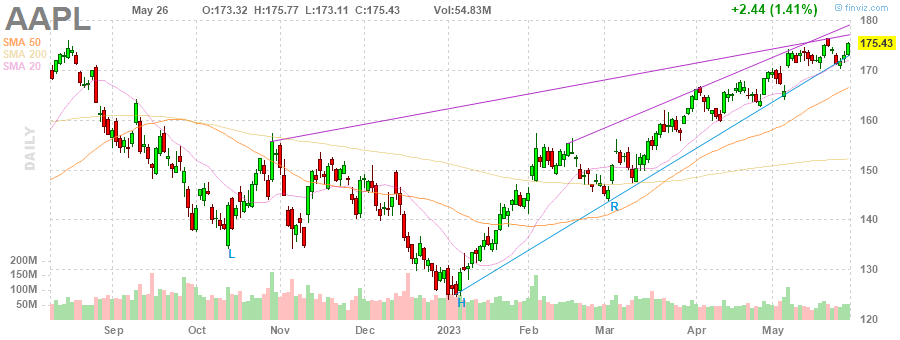 AAPL May 26 O:173.32 H:175.77 L:173.11 C:175.43 Vol:54.83M +2.44 (1.41%) © finviz.com
SMA 50
SMA 200
SMA 20
DAILY
180
175.43
170
160
150
140
130
120
200M
150M
100M
50M
L
H
R
Sep Oct Nov Dec 2023 Feb Mar Apr May